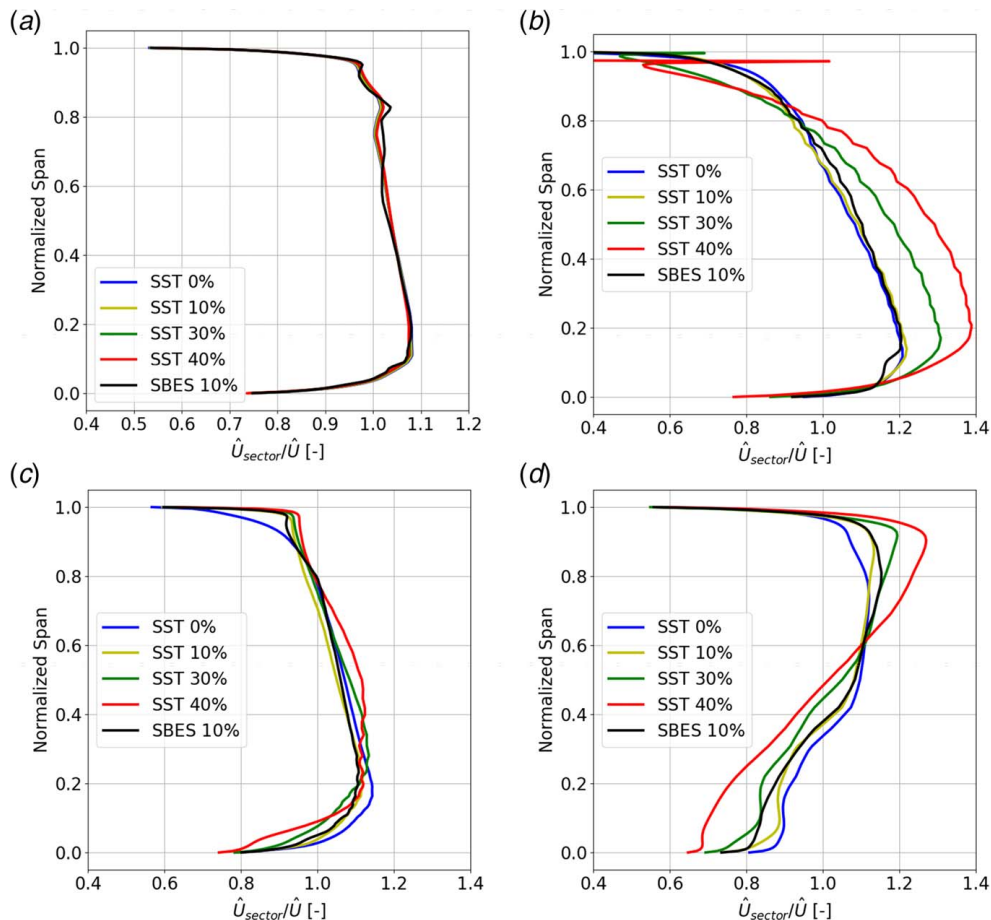 (a)
1.0
0.8
0.6
0.4
0.2
0.0
Normalized Span
SST 0%
SST 10%
SST 30%
SST 40%
SBES 10%
0.4 0.5 0.6 0.7 0.8 0.9 1.0 1.1 1.2
Û_sector/Û [-]
(b)
1.0
0.8
0.6
0.4
0.2
0.0
Normalized Span
SST 0%
SST 10%
SST 30%
SST 40%
SBES 10%
0.4 0.6 0.8 1.0 1.2 1.4
Û_sector/Û [-]
(c)
1.0
0.8
0.6
0.4
0.2
0.0
Normalized Span
SST 0%
SST 10%
SST 30%
SST 40%
SBES 10%
0.4 0.6 0.8 1.0 1.2 1.4
Û_sector/Û [-]
(d)
1.0
0.8
0.6
0.4
0.2
0.0
Normalized Span
SST 0%
SST 10%
SST 30%
SST 40%
SBES 10%
0.4 0.6 0.8 1.0 1.2 1.4
Û_sector/Û [-]